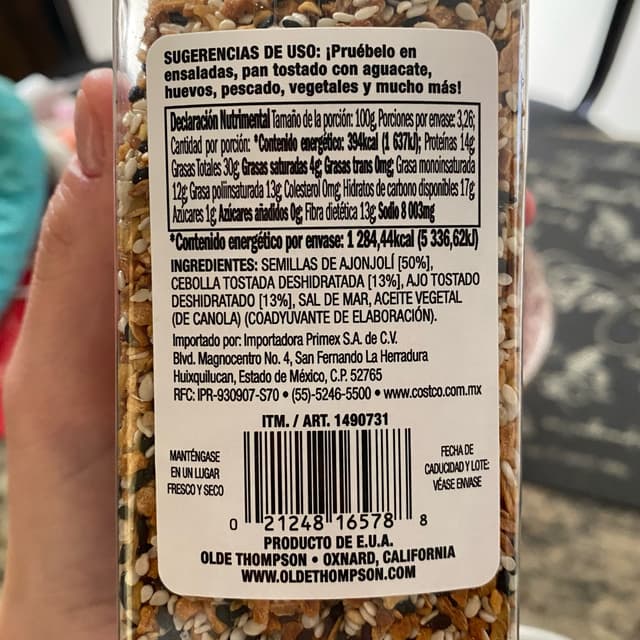 SUGERENCIAS DE USO: ¡Pruébelo en
ensaladas, pan tostado con aguacate,
huevos, pescado, vegetales y mucho más!
Declaración Nutrimental Tamaño de la porción: 100g, Porciones por envase: 3,26;
Cantidad por porción: *Contenido energético: 394kcal (1 637kJ); Proteínas 14g
Grasas Totales 30g Grasas saturadas 4g; Grasas trans 0mg; Grasa monoinsaturada
12g Grasa poliinsaturada 13g Colesterol 0mg Hidratos de carbono disponibles 17g
Azúcares 1g Azúcares añadidos 0g; Fibra dietética 13g Sodio 8 003mg
*Contenido energético por envase: 1 284,44kcal (5 336,62kJ)
INGREDIENTES: SEMILLAS DE AJONJOLÍ [50%],
CEBOLLA TOSTADA DESHIDRATADA [13%], AJO TOSTADO
DESHIDRATADO [13%], SAL DE MAR, ACEITE VEGETAL
(DE CANOLA) (COADYUVANTE DE ELABORACIÓN).
Importado por: Importadora Primex S.A. de C.V.
Blvd. Magnocentro No. 4, San Fernando La Herradura
Huixquilucan, Estado de México, C.P. 52765
RFC: IPR-930907-S70 • (55)-5246-5500 • www.costco.com.mx
ITM. / ART. 1490731
MANTÉNGASE
EN UN LUGAR
FRESCO Y SECO
FECHA DE
CADUCIDAD Y LOTE:
VÉASE ENVASE
0 21248 16578 8
PRODUCTO DE E.U.A.
OLDE THOMPSON • OXNARD, CALIFORNIA
WWW.OLDETHOMPSON.COM